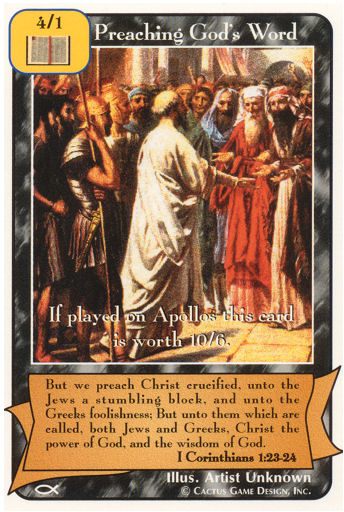 4/1
Preaching God's Word
If played on Apollos this card
is worth 10/6.
But we preach Christ crucified, unto the
Jews a stumbling block, and unto the
Greeks foolishness; But unto them which are
called, both Jews and Greeks, Christ the
power of God, and the wisdom of God.
I Corinthians 1:23-24
Illus. Artist Unknown
© Cactus Game Design, Inc.